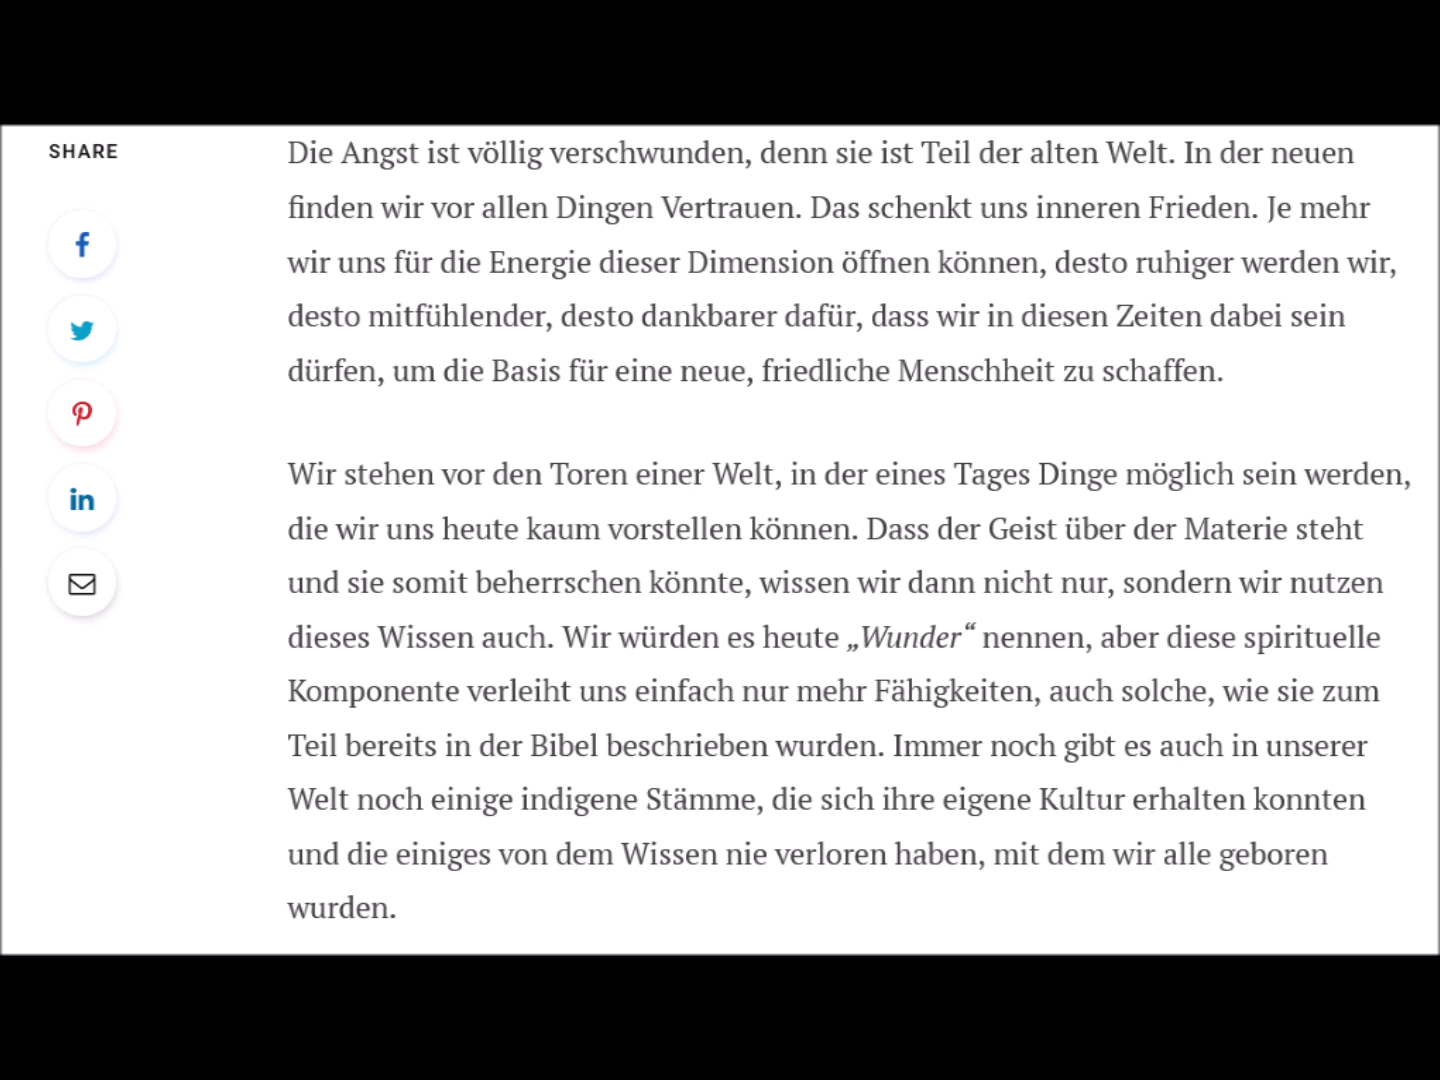 SHARE
Die Angst ist völlig verschwunden, denn sie ist Teil der alten Welt. In der neuen
finden wir vor allen Dingen Vertrauen. Das schenkt uns inneren Frieden. Je mehr
wir uns für die Energie dieser Dimension öffnen können, desto ruhiger werden wir,
desto mitfühlender, desto dankbarer dafür, dass wir in diesen Zeiten dabei sein
dürfen, um die Basis für eine neue, friedliche Menschheit zu schaffen.
Wir stehen vor den Toren einer Welt, in der eines Tages Dinge möglich sein werden,
die wir uns heute kaum vorstellen können. Dass der Geist über der Materie steht
und sie somit beherrschen könnte, wissen wir dann nicht nur, sondern wir nutzen
dieses Wissen auch. Wir würden es heute „Wunder“ nennen, aber diese spirituelle
Komponente verleiht uns einfach nur mehr Fähigkeiten, auch solche, wie sie zum
Teil bereits in der Bibel beschrieben wurden. Immer noch gibt es auch in unserer
Welt noch einige indigene Stämme, die sich ihre eigene Kultur erhalten konnten
und die einiges von dem Wissen nie verloren haben, mit dem wir alle geboren
wurden.